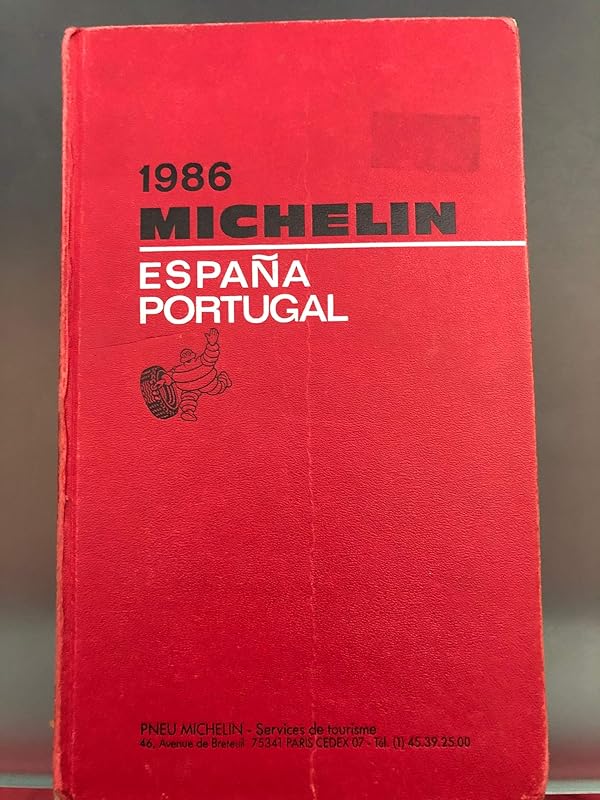 1986
MICHELIN
ESPAÑA
PORTUGAL
PNEU MICHELIN - Services de tourisme
46, Avenue de Breteuil 75341 PARIS CEDEX 07 - Tél. (1) 45.39.25.00